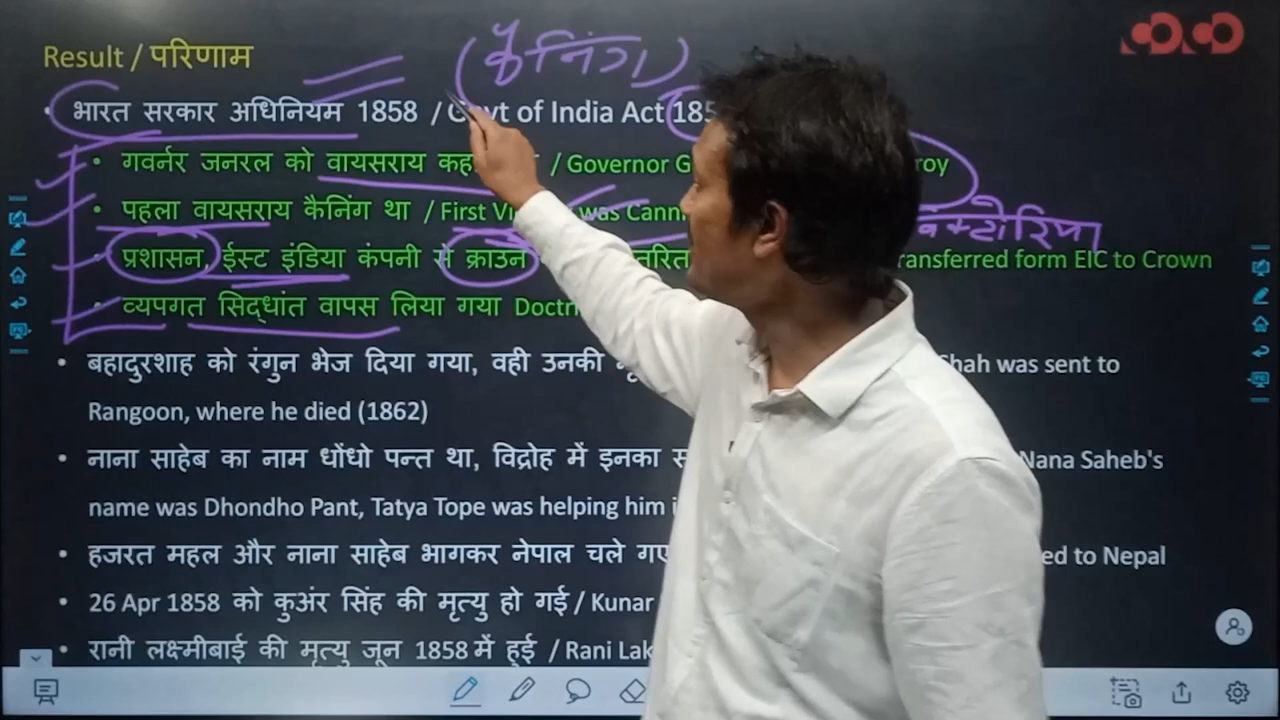 Result / परिणाम
(कैनिंग)
• भारत सरकार अधिनियम 1858 / Govt of India Act 185
• गवर्नर जनरल को वायसराय / Governor roy
• पहला वायसराय कैनिंग था / First was Cann
• प्रशासन, ईस्ट इंडिया कंपनी से क्राउन ransferred form EIC to Crown
• व्यपगत सिद्धांत वापस लिया गया Doctri
• बहादुरशाह को रंगुन भेज दिया गया, वही उनकी Shah was sent to
Rangoon, where he died (1862)
• नाना साहेब का नाम धोंधो पन्त था, विद्रोह में इनका Nana Saheb's
name was Dhondho Pant, Tatya Tope was helping him
• हजरत महल और नाना साहेब भागकर नेपाल चले गए ed to Nepal
• 26 Apr 1858 को कुअंर सिंह की मृत्यु हो गई / Kunar
• रानी लक्ष्मीबाई की मृत्यु जून 1858 में हुई / Rani Lak